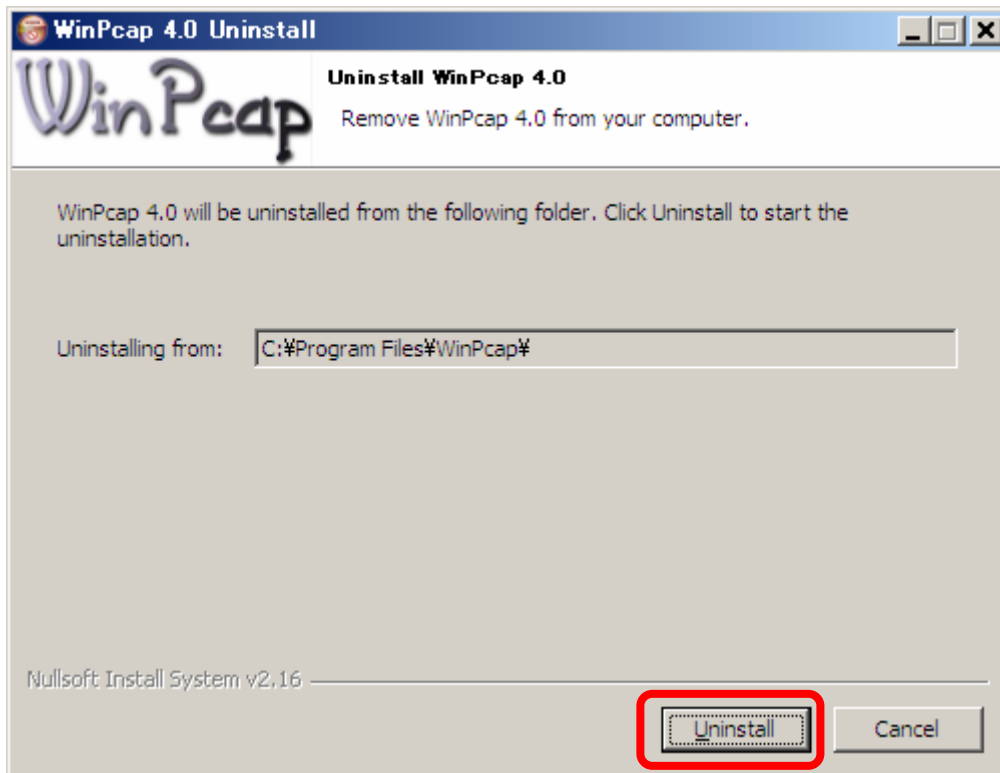 WinPcap 4.0 Uninstall
WinPcap
Uninstall WinPcap 4.0
Remove WinPcap 4.0 from your computer.
WinPcap 4.0 will be uninstalled from the following folder. Click Uninstall to start the
uninstallation.
Uninstalling from: C:¥Program Files¥WinPcap¥
Nullsoft Install System v2.16
Uninstall Cancel